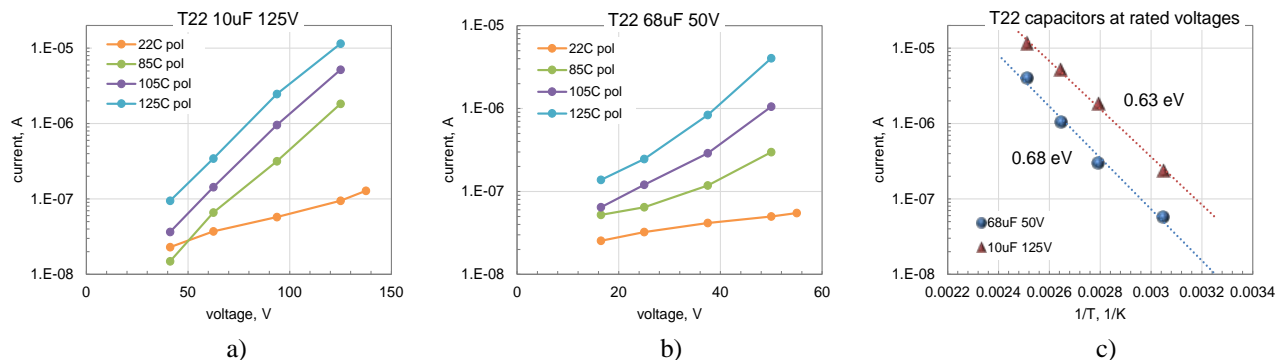 T22 10uF 125V
1.E-05
1.E-06
1.E-07
1.E-08
current, A
22C pol
85C pol
105C pol
125C pol
0
50
100
150
voltage, V
a)
T22 68uF 50V
1.E-05
1.E-06
1.E-07
1.E-08
current, A
22C pol
85C pol
105C pol
125C pol
0
20
40
60
voltage, V
b)
T22 capacitors at rated voltages
1.E-05
1.E-06
1.E-07
1.E-08
current, A
0.63 eV
0.68 eV
68uF 50V
10uF 125V
0.0022 0.0024 0.0026 0.0028 0.003 0.0032 0.0034
1/T, 1/K
c)